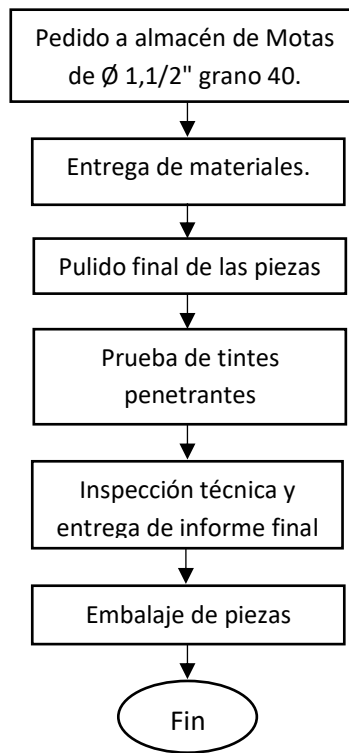 Pedido a almacén de Motas
de Ø 1,1/2" grano 40.
Entrega de materiales.
Pulido final de las piezas
Prueba de tintes
penetrantes
Inspección técnica y
entrega de informe final
Embalaje de piezas
Fin